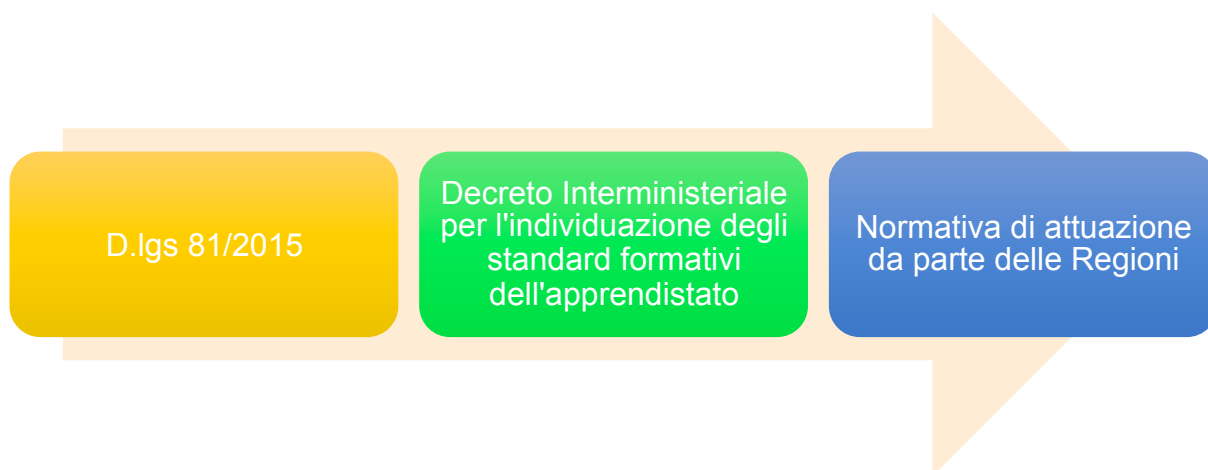 D.lgs 81/2015
Decreto Interministeriale
per l'individuazione degli
standard formativi
dell'apprendistato
Normativa di attuazione
da parte delle Regioni